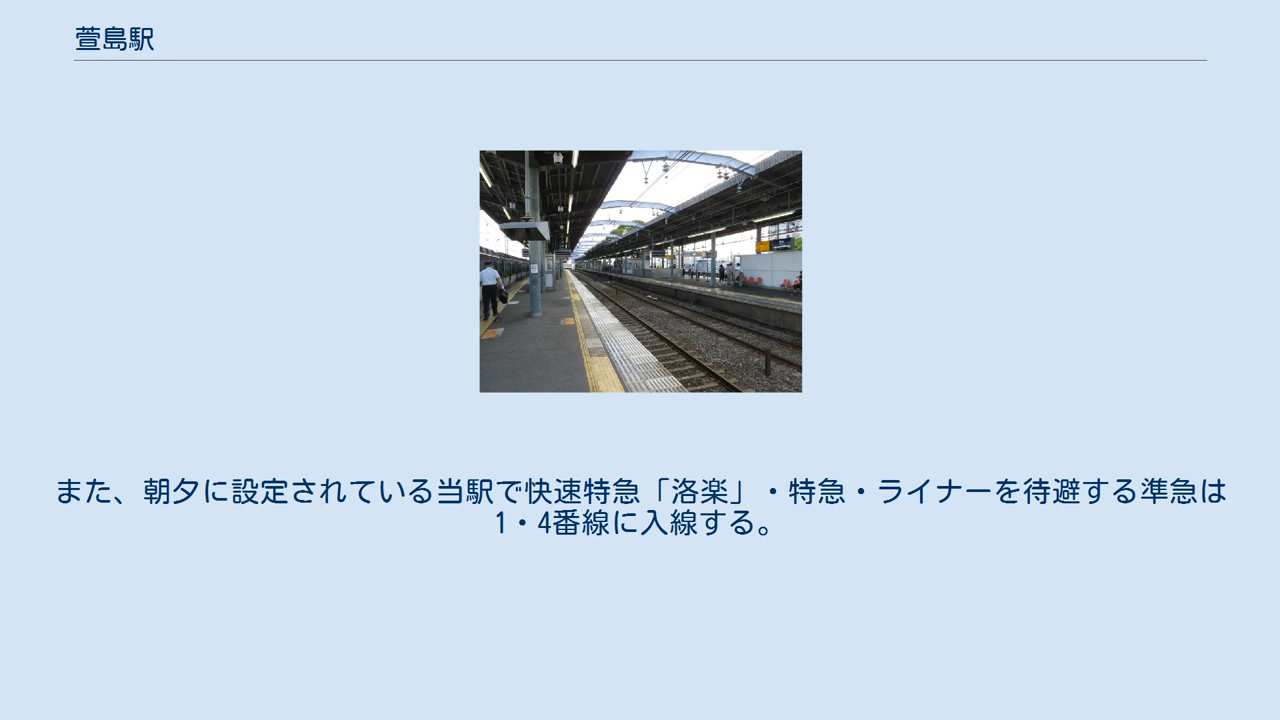 萱島駅
また、朝夕に設定されている当駅で快速特急「洛楽」・特急・ライナーを待避する準急は
1・4番線に入線する。